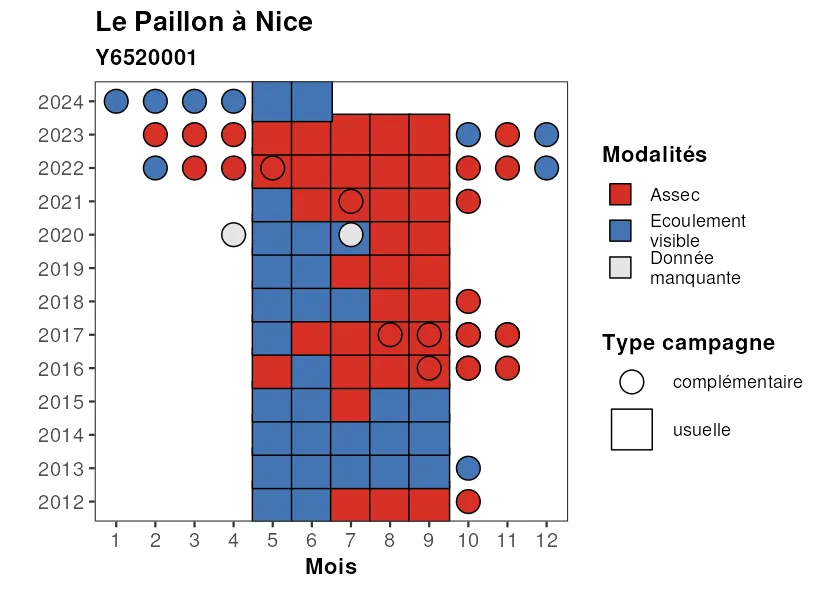 Le Paillon à Nice
Y6520001
2024
2023
2022
2021
2020
2019
2018
2017
2016
2015
2014
2013
2012
1 2 3 4 5 6 7 8 9 10 11 12
Mois
Modalités
Assec
Ecoulement
visible
Donnée
manquante
Type campagne
complémentaire
usuelle